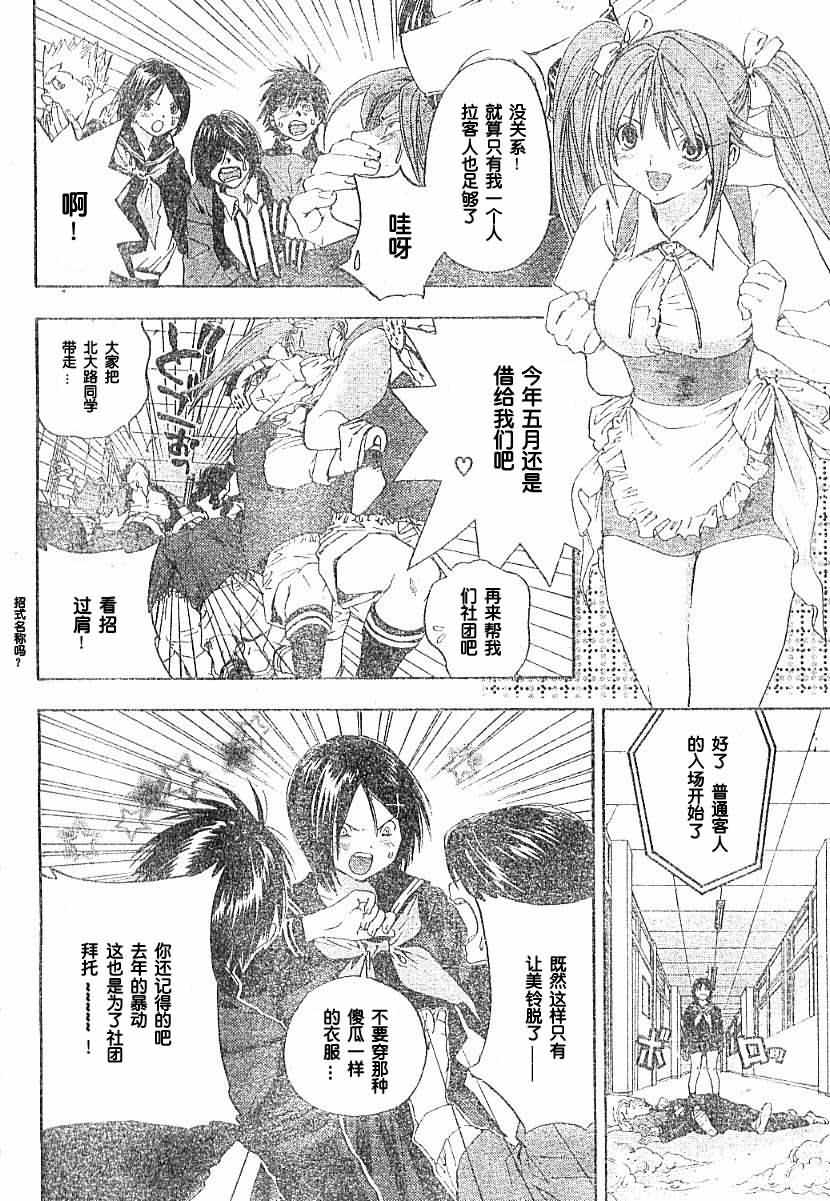 没关系！
就算只有我一个人
拉客人也足够了
哇呀
啊！
今年五月还是
借给我们吧
♡
再来帮我
们社团吧
大家把
北大路同学
带走…
看招
过肩！
招式名称吗？
好了 普通客人
的入场开始了
ボロ
既然这样只有
让美铃脱了——
不要穿那种
傻瓜一样
的衣服…
你还记得的吧
去年的暴动
这也是为了社团
拜托~~~~~！